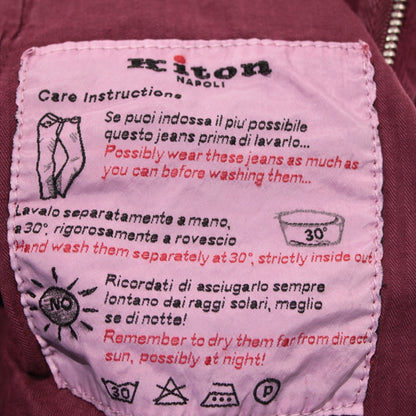 Kiton
NAPOLI
Care Instructions
Se puoi indossa il piu' possibile
questo jeans prima di lavarlo...
Possibly wear these jeans as much as
you can before washing them...
Lavalo separatamente a mano,
a 30°, rigorosamente a rovescio
30°
Hand wash them separately at 30°, strictly inside out
Ricordati di asciugarlo sempre
lontano dai raggi solari, meglio
se di notte!
NO
Remember to dry them far from direct
sun, possibly at night!
30 P